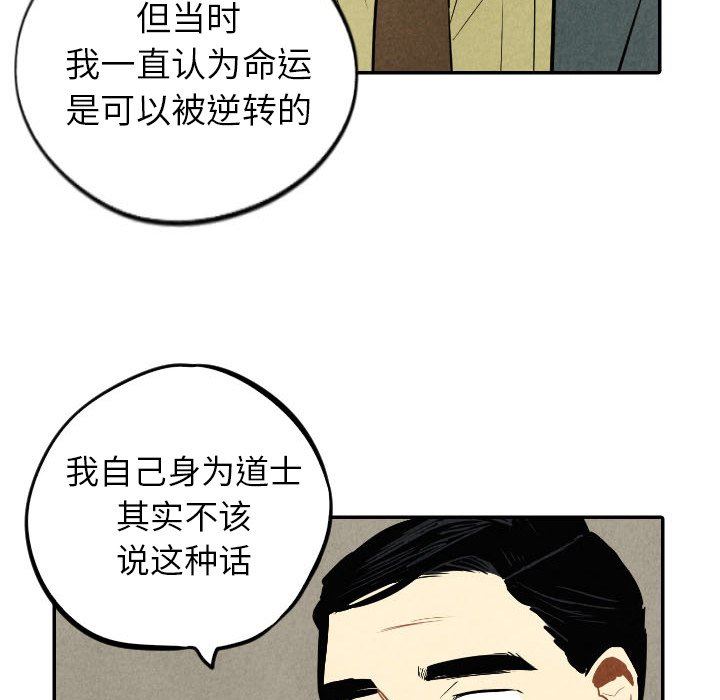 但当时
我一直认为命运
是可以被逆转的
我自己身为道士
其实不该
说这种话